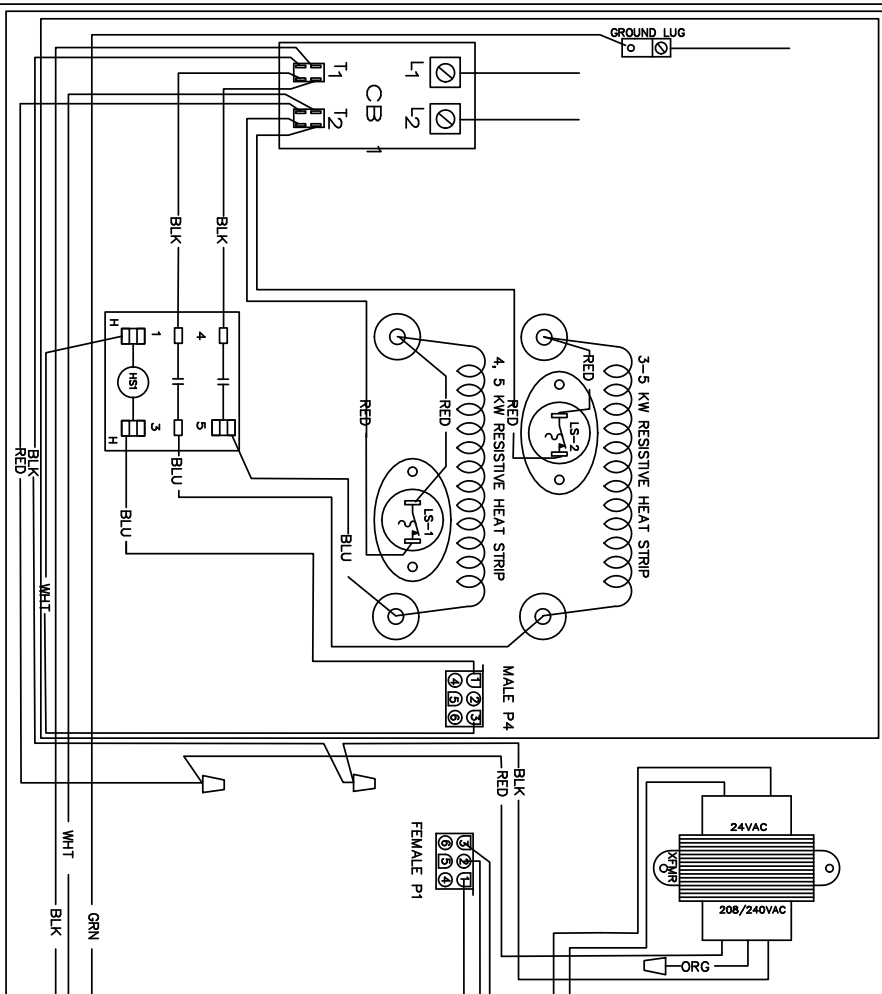 GROUND LUG
T1
L1
CB 1
T2
L2
BLK
BLK
H
1
4
HS1
H
3
5
RED
RED
RED
RED
LS-2
3-5 KW RESISTIVE HEAT STRIP
4, 5 KW RESISTIVE HEAT STRIP
LS-1
BLK
RED
BLU
BLU
BLU
WHT
MALE P4
4 1
5 2
6 3
BLK
RED
FEMALE P1
6 3
5 2
4 1
24VAC
XFMR
208/240VAC
ORG
WHT
BLK
GRN